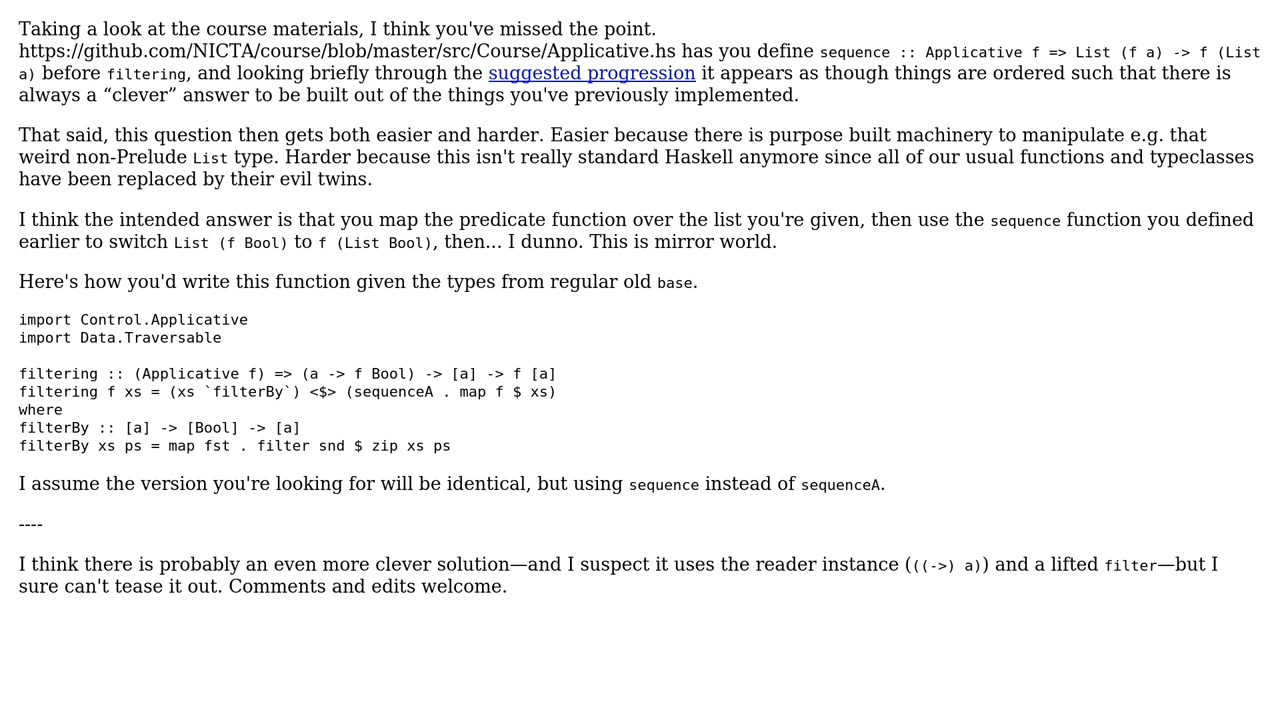 Taking a look at the course materials, I think you've missed the point.
https://github.com/NICTA/course/blob/master/src/Course/Applicative.hs has you define sequence :: Applicative f => List (f a) -> f (List
a) before filtering, and looking briefly through the suggested progression it appears as though things are ordered such that there is
always a “clever” answer to be built out of the things you've previously implemented.
That said, this question then gets both easier and harder. Easier because there is purpose built machinery to manipulate e.g. that
weird non-Prelude List type. Harder because this isn't really standard Haskell anymore since all of our usual functions and typeclasses
have been replaced by their evil twins.
I think the intended answer is that you map the predicate function over the list you're given, then use the sequence function you defined
earlier to switch List (f Bool) to f (List Bool), then... I dunno. This is mirror world.
Here's how you'd write this function given the types from regular old base.
import Control.Applicative
import Data.Traversable
filtering :: (Applicative f) => (a -> f Bool) -> [a] -> f [a]
filtering f xs = (xs `filterBy`) <$> (sequenceA . map f $ xs)
where
filterBy :: [a] -> [Bool] -> [a]
filterBy xs ps = map fst . filter snd $ zip xs ps
I assume the version you're looking for will be identical, but using sequence instead of sequenceA.
----
I think there is probably an even more clever solution—and I suspect it uses the reader instance (((->) a)) and a lifted filter—but I
sure can't tease it out. Comments and edits welcome.